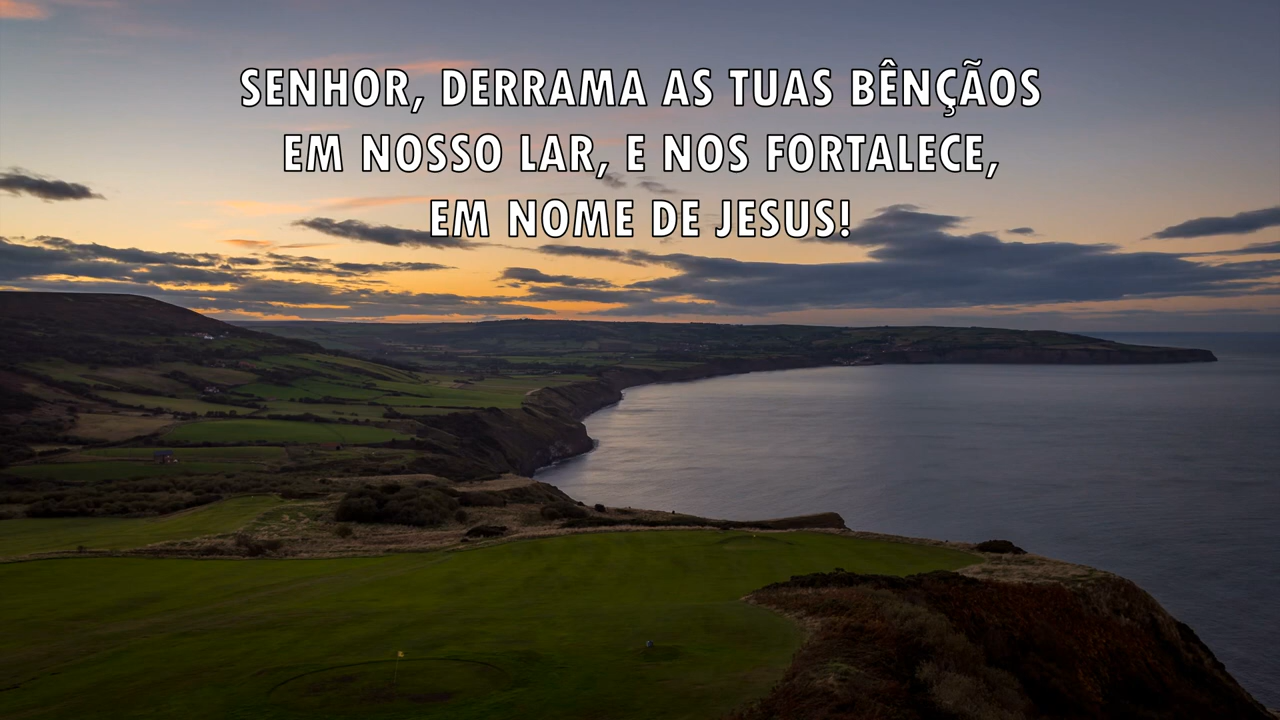 SENHOR, DERRAMA AS TUAS BÊNÇÃOS
EM NOSSO LAR, E NOS FORTALECE,
EM NOME DE JESUS!